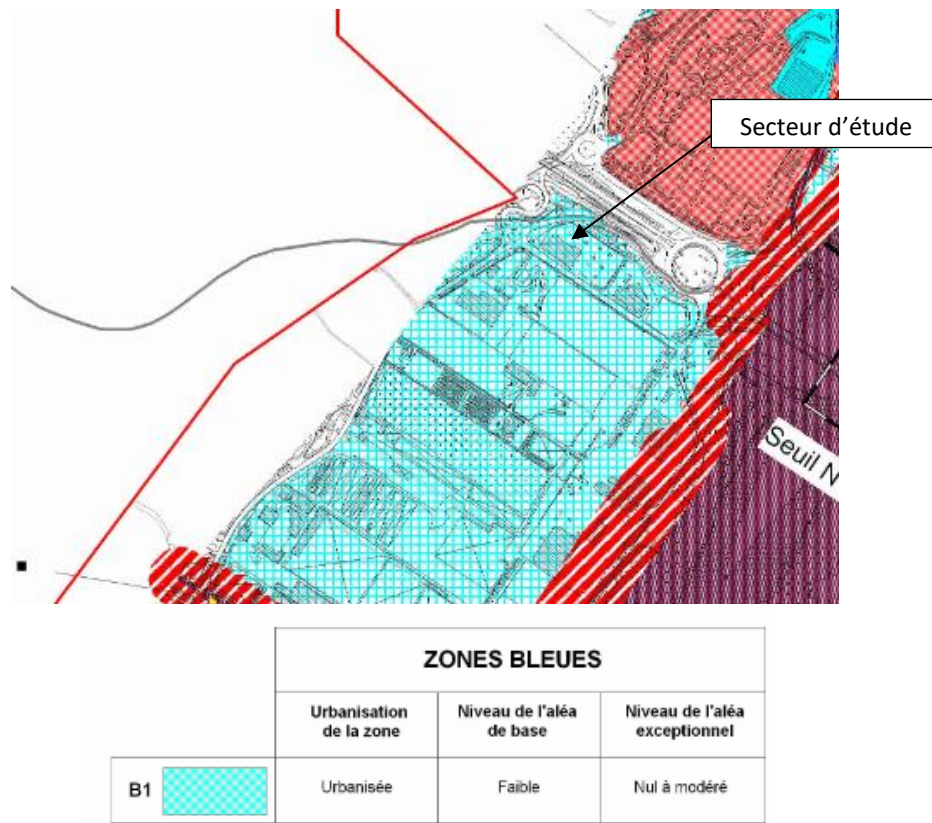 Secteur d'étude
Seuil N
ZONES BLEUES
Urbanisation
de la zone
Niveau de l'aléa
de base
Niveau de l'aléa
exceptionnel
B1
Urbanisée
Faible
Nul à modéré